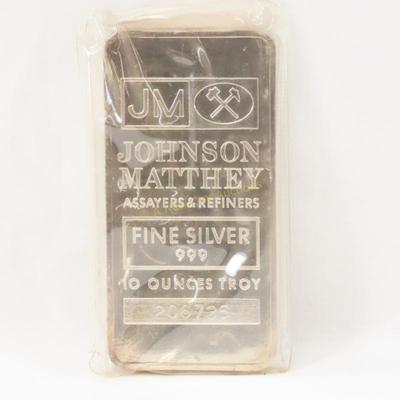 JM
JOHNSON
MATTHEY
ASSAYERS & REFINERS
FINE SILVER
999
10 OUNCES TROY